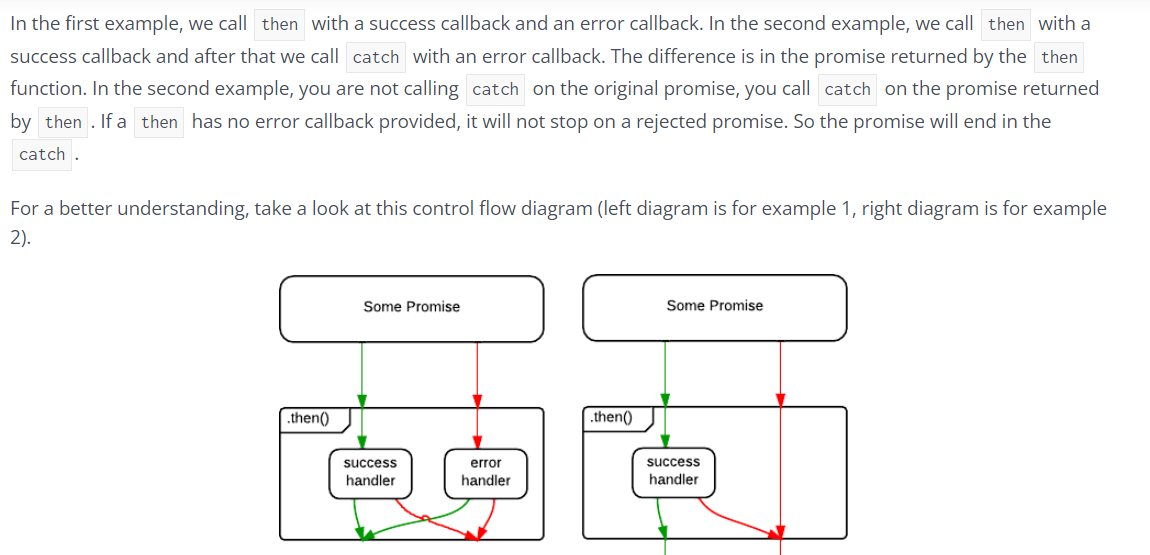 In the first example, we call then with a success callback and an error callback. In the second example, we call then with a
success callback and after that we call catch with an error callback. The difference is in the promise returned by the then
function. In the second example, you are not calling catch on the original promise, you call catch on the promise returned
by then . If a then has no error callback provided, it will not stop on a rejected promise. So the promise will end in the
catch .
For a better understanding, take a look at this control flow diagram (left diagram is for example 1, right diagram is for example
2).
Some Promise
.then()
success
handler
error
handler
Some Promise
.then()
success
handler